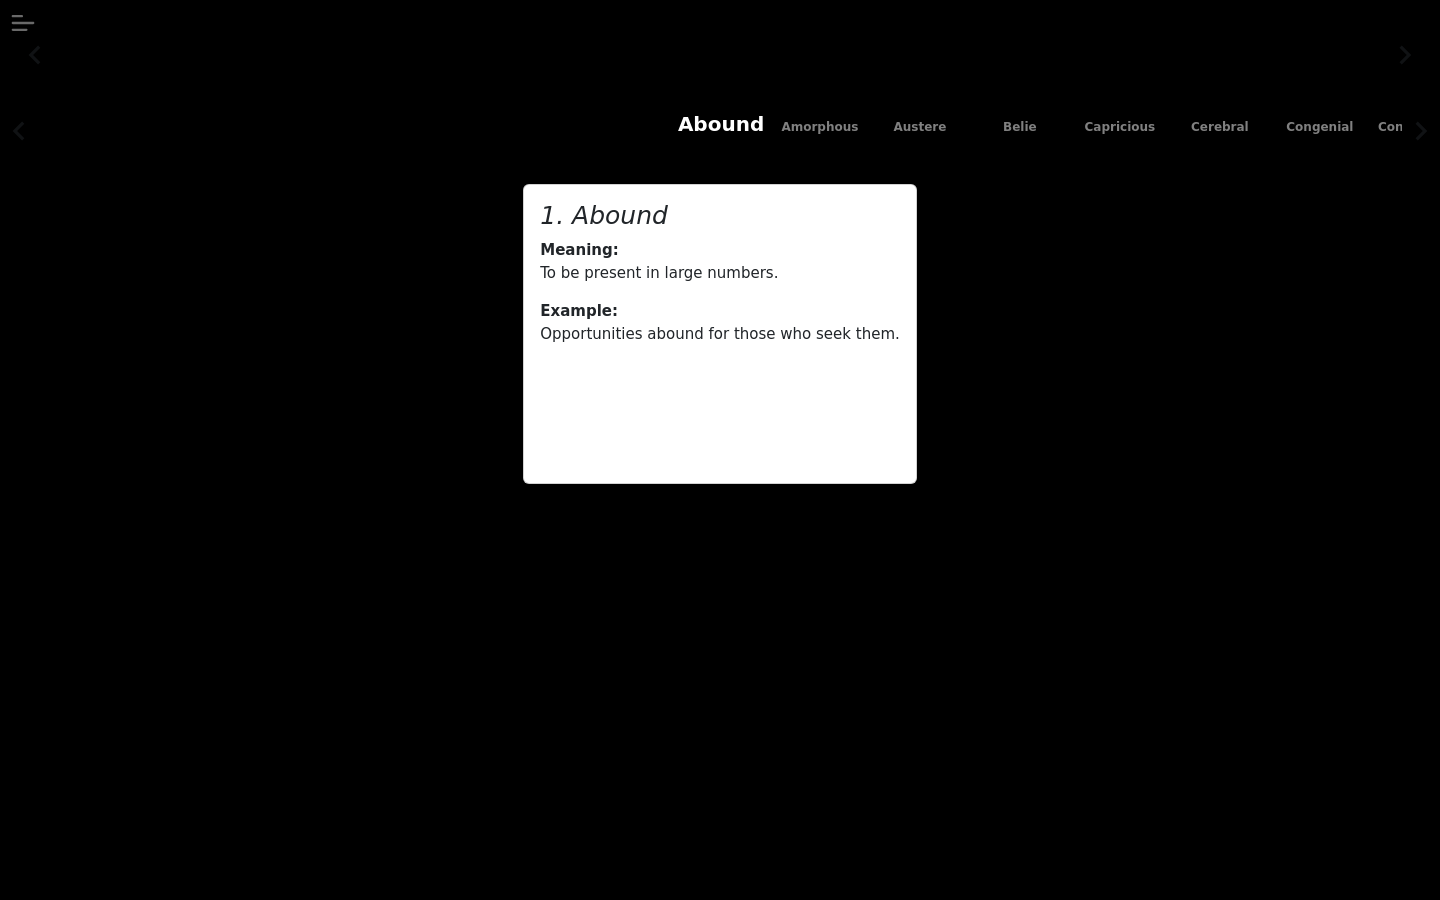 Abound Amorphous Austere Belie Capricious Cerebral Congenial Con
1. Abound
Meaning:
To be present in large numbers.
Example:
Opportunities abound for those who seek them.